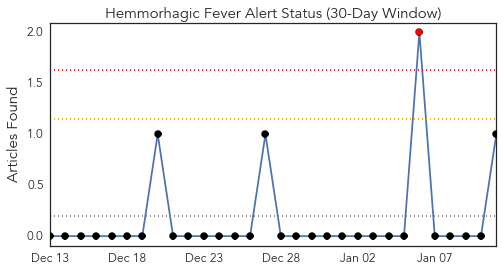 Hemmorhagic Fever Alert Status (30-Day Window)
Articles Found
2.0
1.5
1.0
0.5
0.0
Dec 13 Dec 18 Dec 23 Dec 28 Jan 02 Jan 07